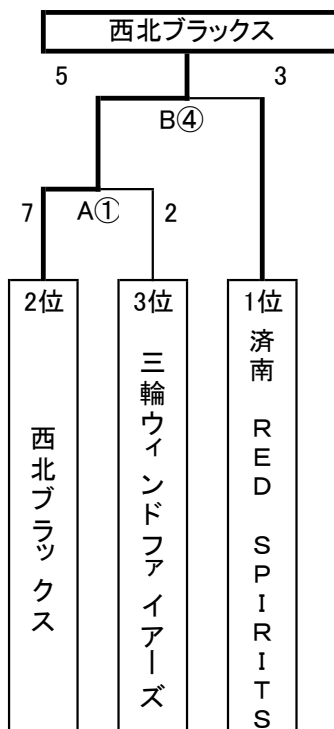 西北ブラックス
5
3
B④
7
A①
2
2位
3位
1位
西北ブラックス
三輪ウィンドファイアーズ
済南 RED SPIRITS